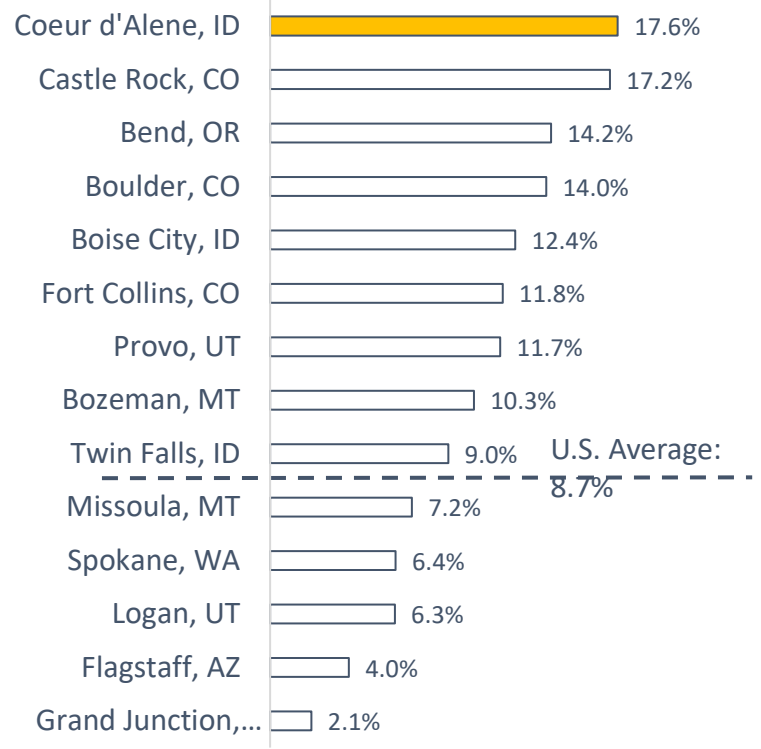 Coeur d'Alene, ID 17.6%
Castle Rock, CO 17.2%
Bend, OR 14.2%
Boulder, CO 14.0%
Boise City, ID 12.4%
Fort Collins, CO 11.8%
Provo, UT 11.7%
Bozeman, MT 10.3%
Twin Falls, ID 9.0%
U.S. Average:
8.7%
Missoula, MT 7.2%
Spokane, WA 6.4%
Logan, UT 6.3%
Flagstaff, AZ 4.0%
Grand Junction,... 2.1%